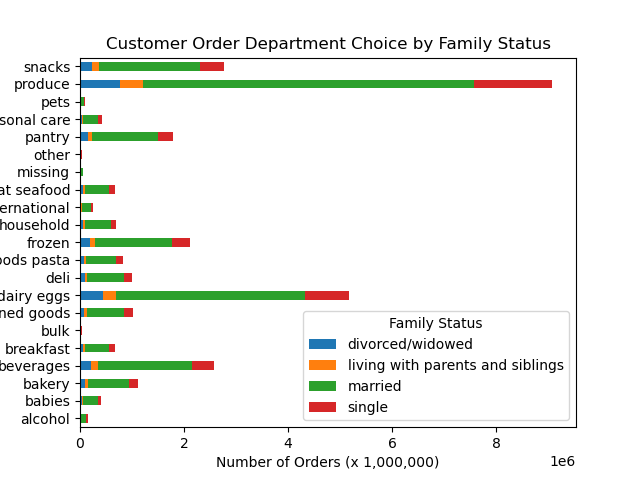 Customer Order Department Choice by Family Status
snacks
produce
pets
sonal care
pantry
other
missing
at seafood
ernational
household
frozen
oods pasta
deli
dairy eggs
ned goods
bulk
breakfast
beverages
bakery
babies
alcohol
Family Status
divorced/widowed
living with parents and siblings
married
single
0 2 4 6 8
1e6
Number of Orders (x 1,000,000)